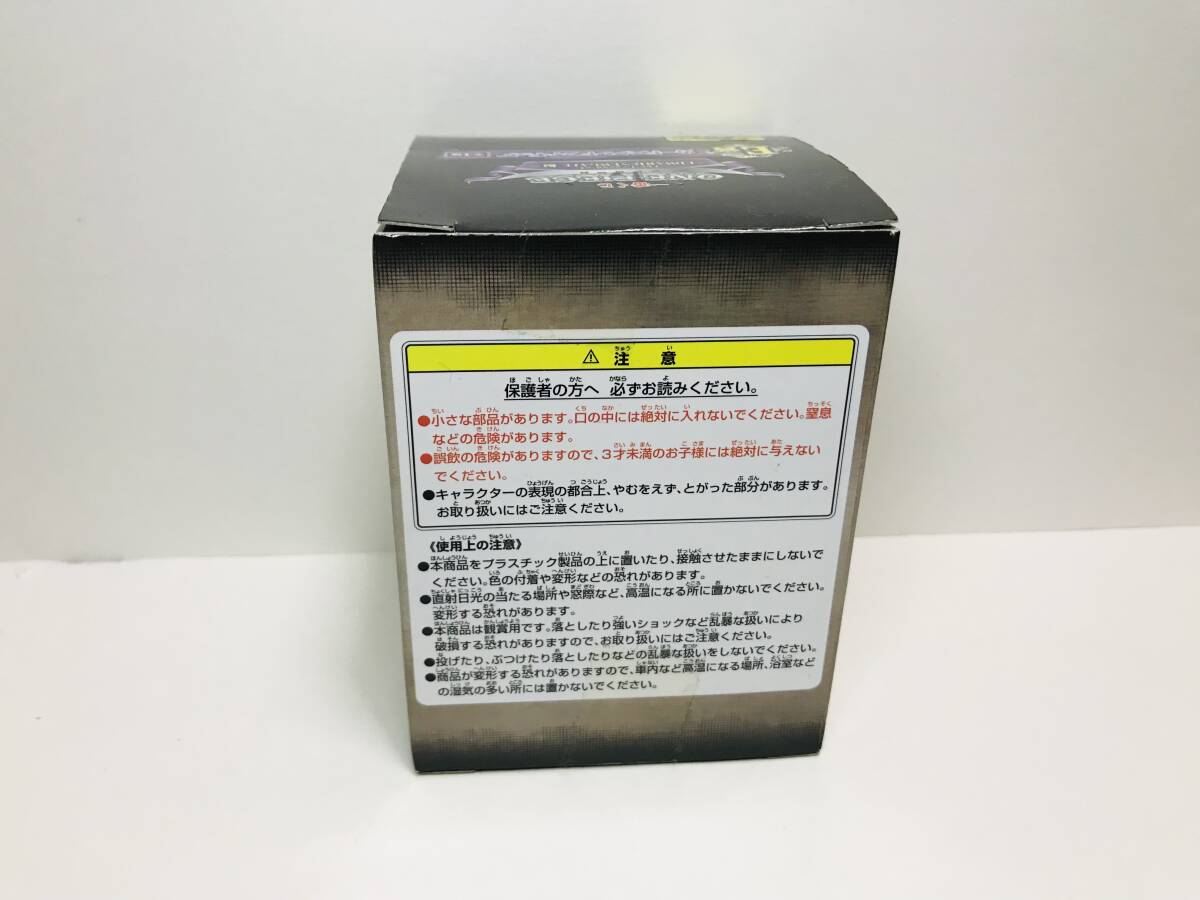 一番くじ
ONE PIECE
⚠ 注意
保護者の方へ 必ずお読みください。
●小さな部品があります。口の中には絶対に入れないでください。窒息
などの危険があります。
●誤飲の危険がありますので、3才未満のお子様には絶対に与えない
でください。
●キャラクターの表現の都合上、やむをえず、とがった部分があります。
お取り扱いにはご注意ください。
《使用上の注意》
●本商品をプラスチック製品の上に置いたり、接触させたままにしないで
ください。色の付着や変形などの恐れがあります。
●直射日光の当たる場所や窓際など、高温になる所に置かないでください。
変形する恐れがあります。
●本商品は観賞用です。落としたり強いショックなど乱暴な扱いにより
破損する恐れがありますので、お取り扱いにはご注意ください。
●投げたり、ぶつけたり落としたりなどの乱暴な扱いをしないでください。
●商品が変形する恐れがありますので、車内など高温になる場所、浴室など
の湿気の多い所には置かないでください。